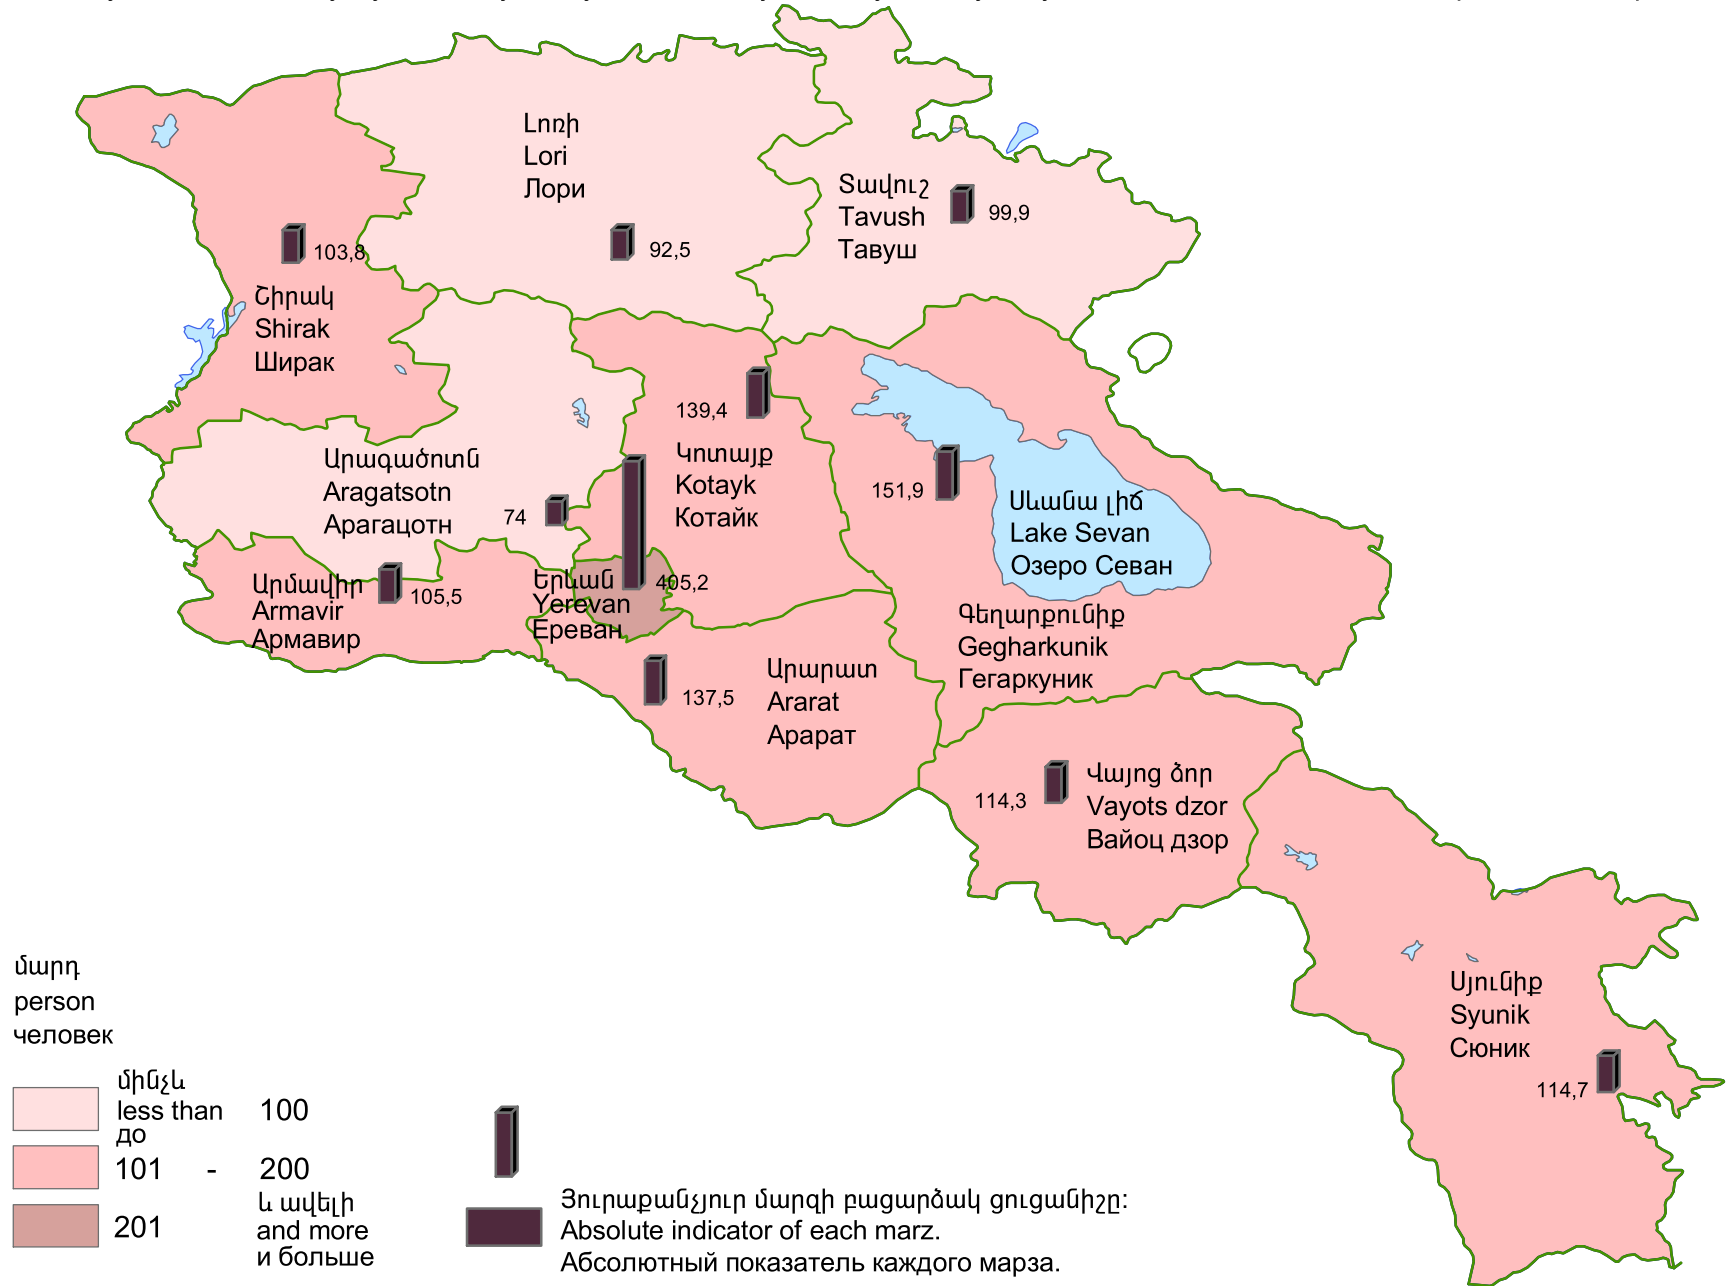 Լոռի
Lori
Лори
92,5
Տավուշ
Tavush
Тавуш
99,9
103,8
Շիրակ
Shirak
Ширак
139,4
Կոտայք
Kotayk
Котайк
151,9
Սևանա լիճ
Lake Sevan
Озеро Севан
Արագածոտն
Aragatsotn
Арагацотн
74
Արմավիր
Armavir
Армавир
105,5
Երևան
Yerevan
Ереван
405,2
Գեղարքունիք
Gegharkunik
Гегаркуник
137,5
Արարատ
Ararat
Арарат
114,3
Վայոց ձոր
Vayots dzor
Вайоц дзор
Սյունիք
Syunik
Сюник
114,7
մարդ
person
человек
մինչև
less than 100
до
101 - 200
201
և ավելի
and more
и больше
Յուրաքանչյուր մարզի բացարձակ ցուցանիշը:
Absolute indicator of each marz.
Абсолютный показатель каждого марза.